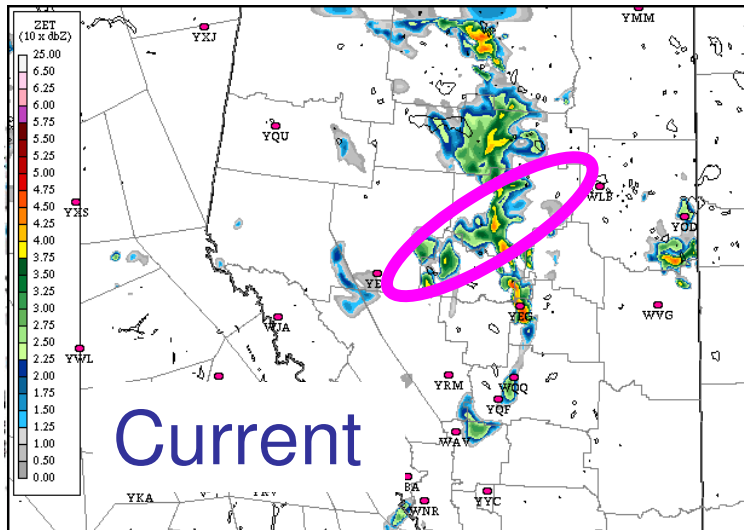 ZET
(10 x dbZ)
25.00
6.50
6.25
6.00
5.75
5.50
5.25
5.00
4.75
4.50
4.25
4.00
3.75
3.50
3.25
3.00
2.75
2.50
2.25
2.00
1.75
1.50
1.25
1.00
0.50
0.00
YXJ
YMM
YQU
YXS
WLB
YOD
YE
WJA
YEG
WVG
YWL
YRM
WQQ
YQF
WAV
Current
BA
YKA
WNR
YYC